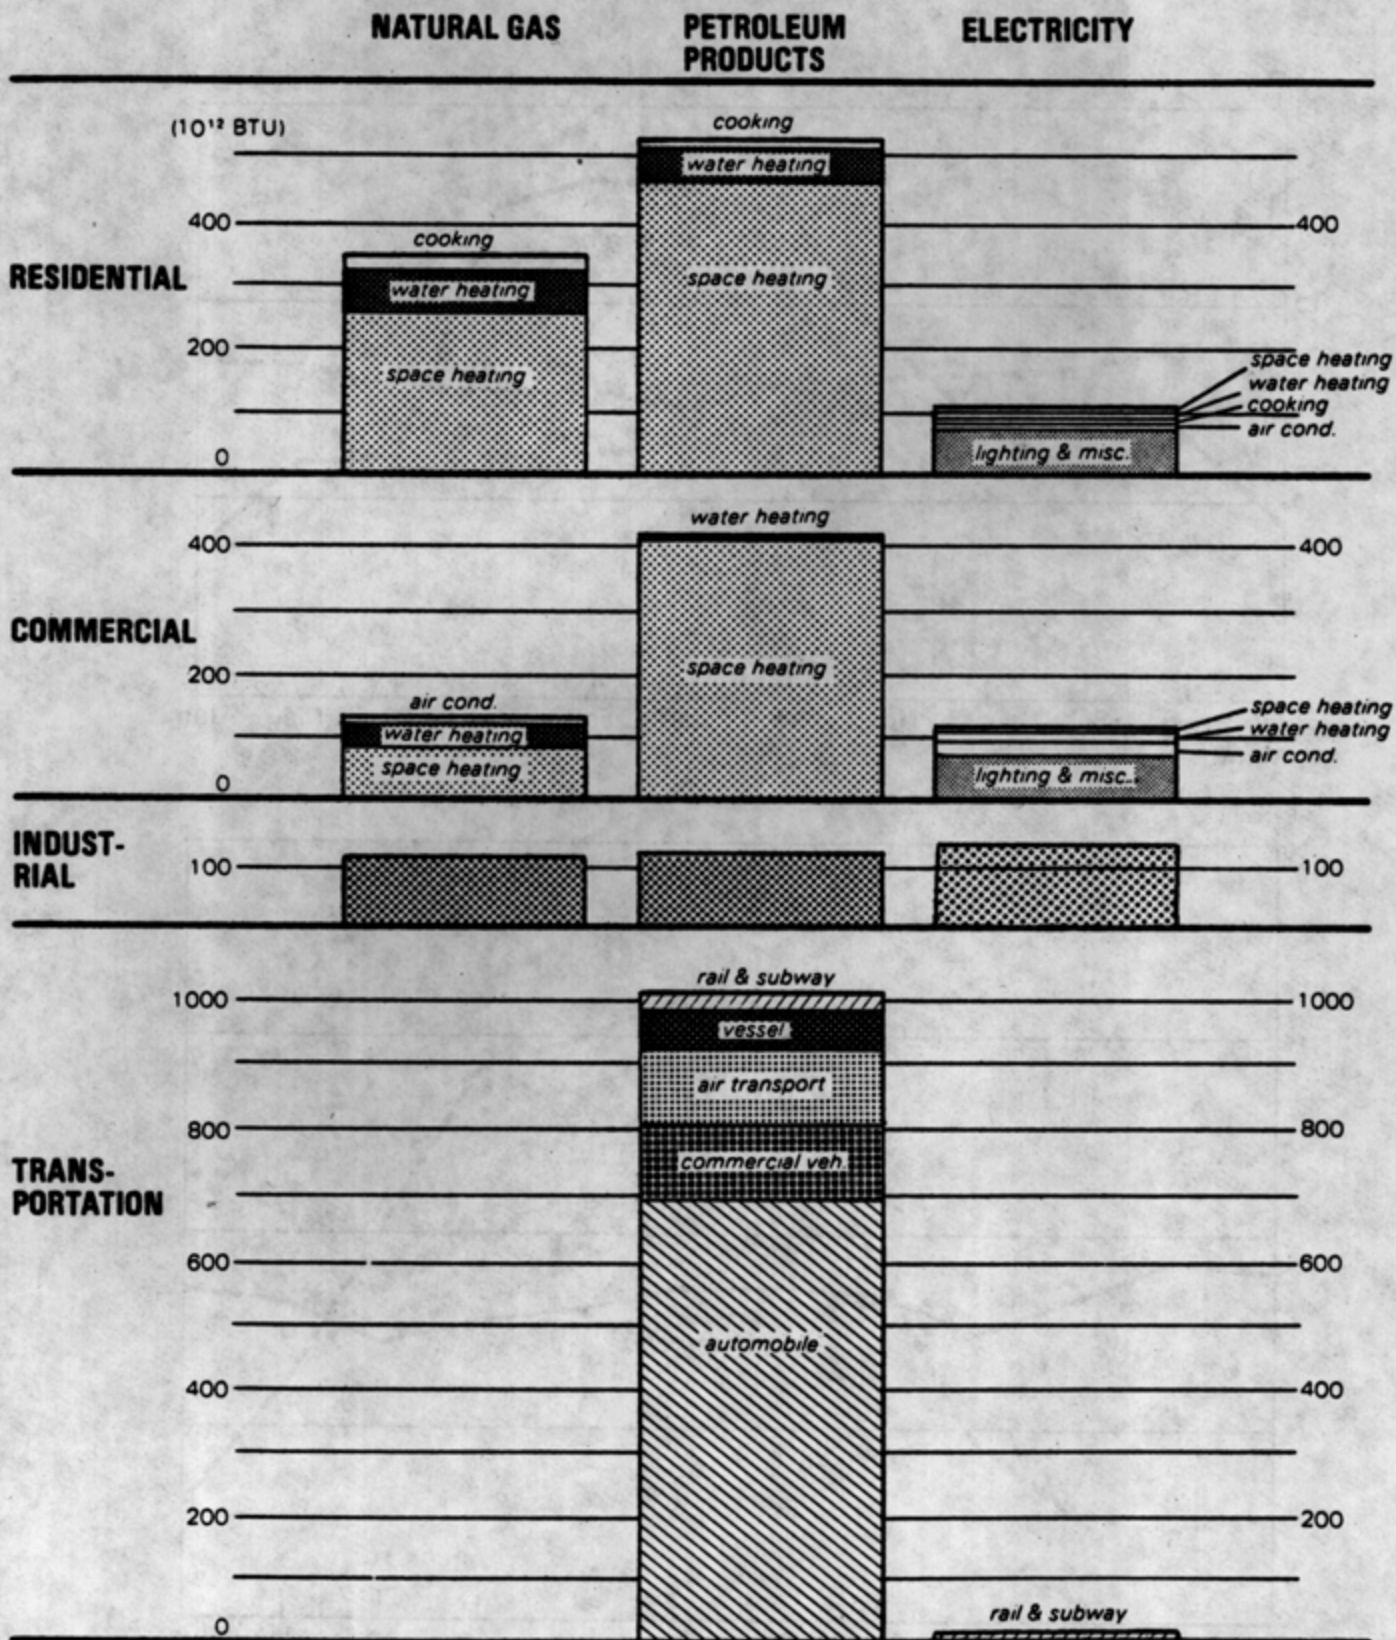 NATURAL GAS
PETROLEUM
PRODUCTS
ELECTRICITY
(10¹² BTU)
RESIDENTIAL
400
200
0
cooking
water heating
space heating
cooking
water heating
space heating
400
space heating
water heating
cooking
air cond.
lighting & misc.
COMMERCIAL
400
200
0
air cond.
water heating
space heating
water heating
space heating
400
space heating
water heating
air cond.
lighting & misc.
INDUST-
RIAL
100
100
TRANS-
PORTATION
1000
800
600
400
200
0
rail & subway
vessel
air transport
commercial veh.
automobile
1000
800
600
400
200
rail & subway